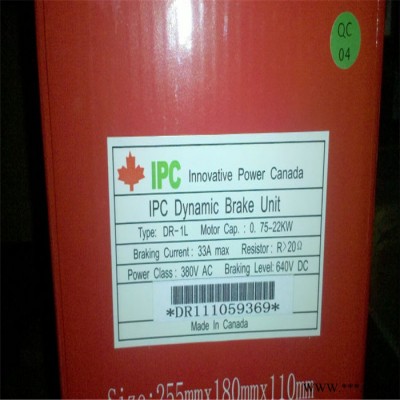 QC
04
IPC Innovative Power Canada
IPC Dynamic Brake Unit
Type: DR-1L Motor Cap.: 0. 75-22KW
Braking Current: 33A max Resistor: R>20Ω
Power Class: 380V AC Braking Level: 640V DC
*DR111059369*
Made In Canada
Size:255mmx180mmx110mm
www